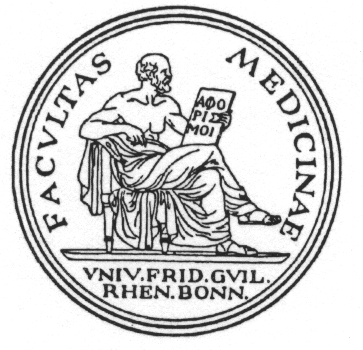 FACVLTAS MEDICINAE
ΑΦΟ
ΡΙΣ
ΜΟΙ
VNIV.FRID.GVIL.
RHEN.BONN.